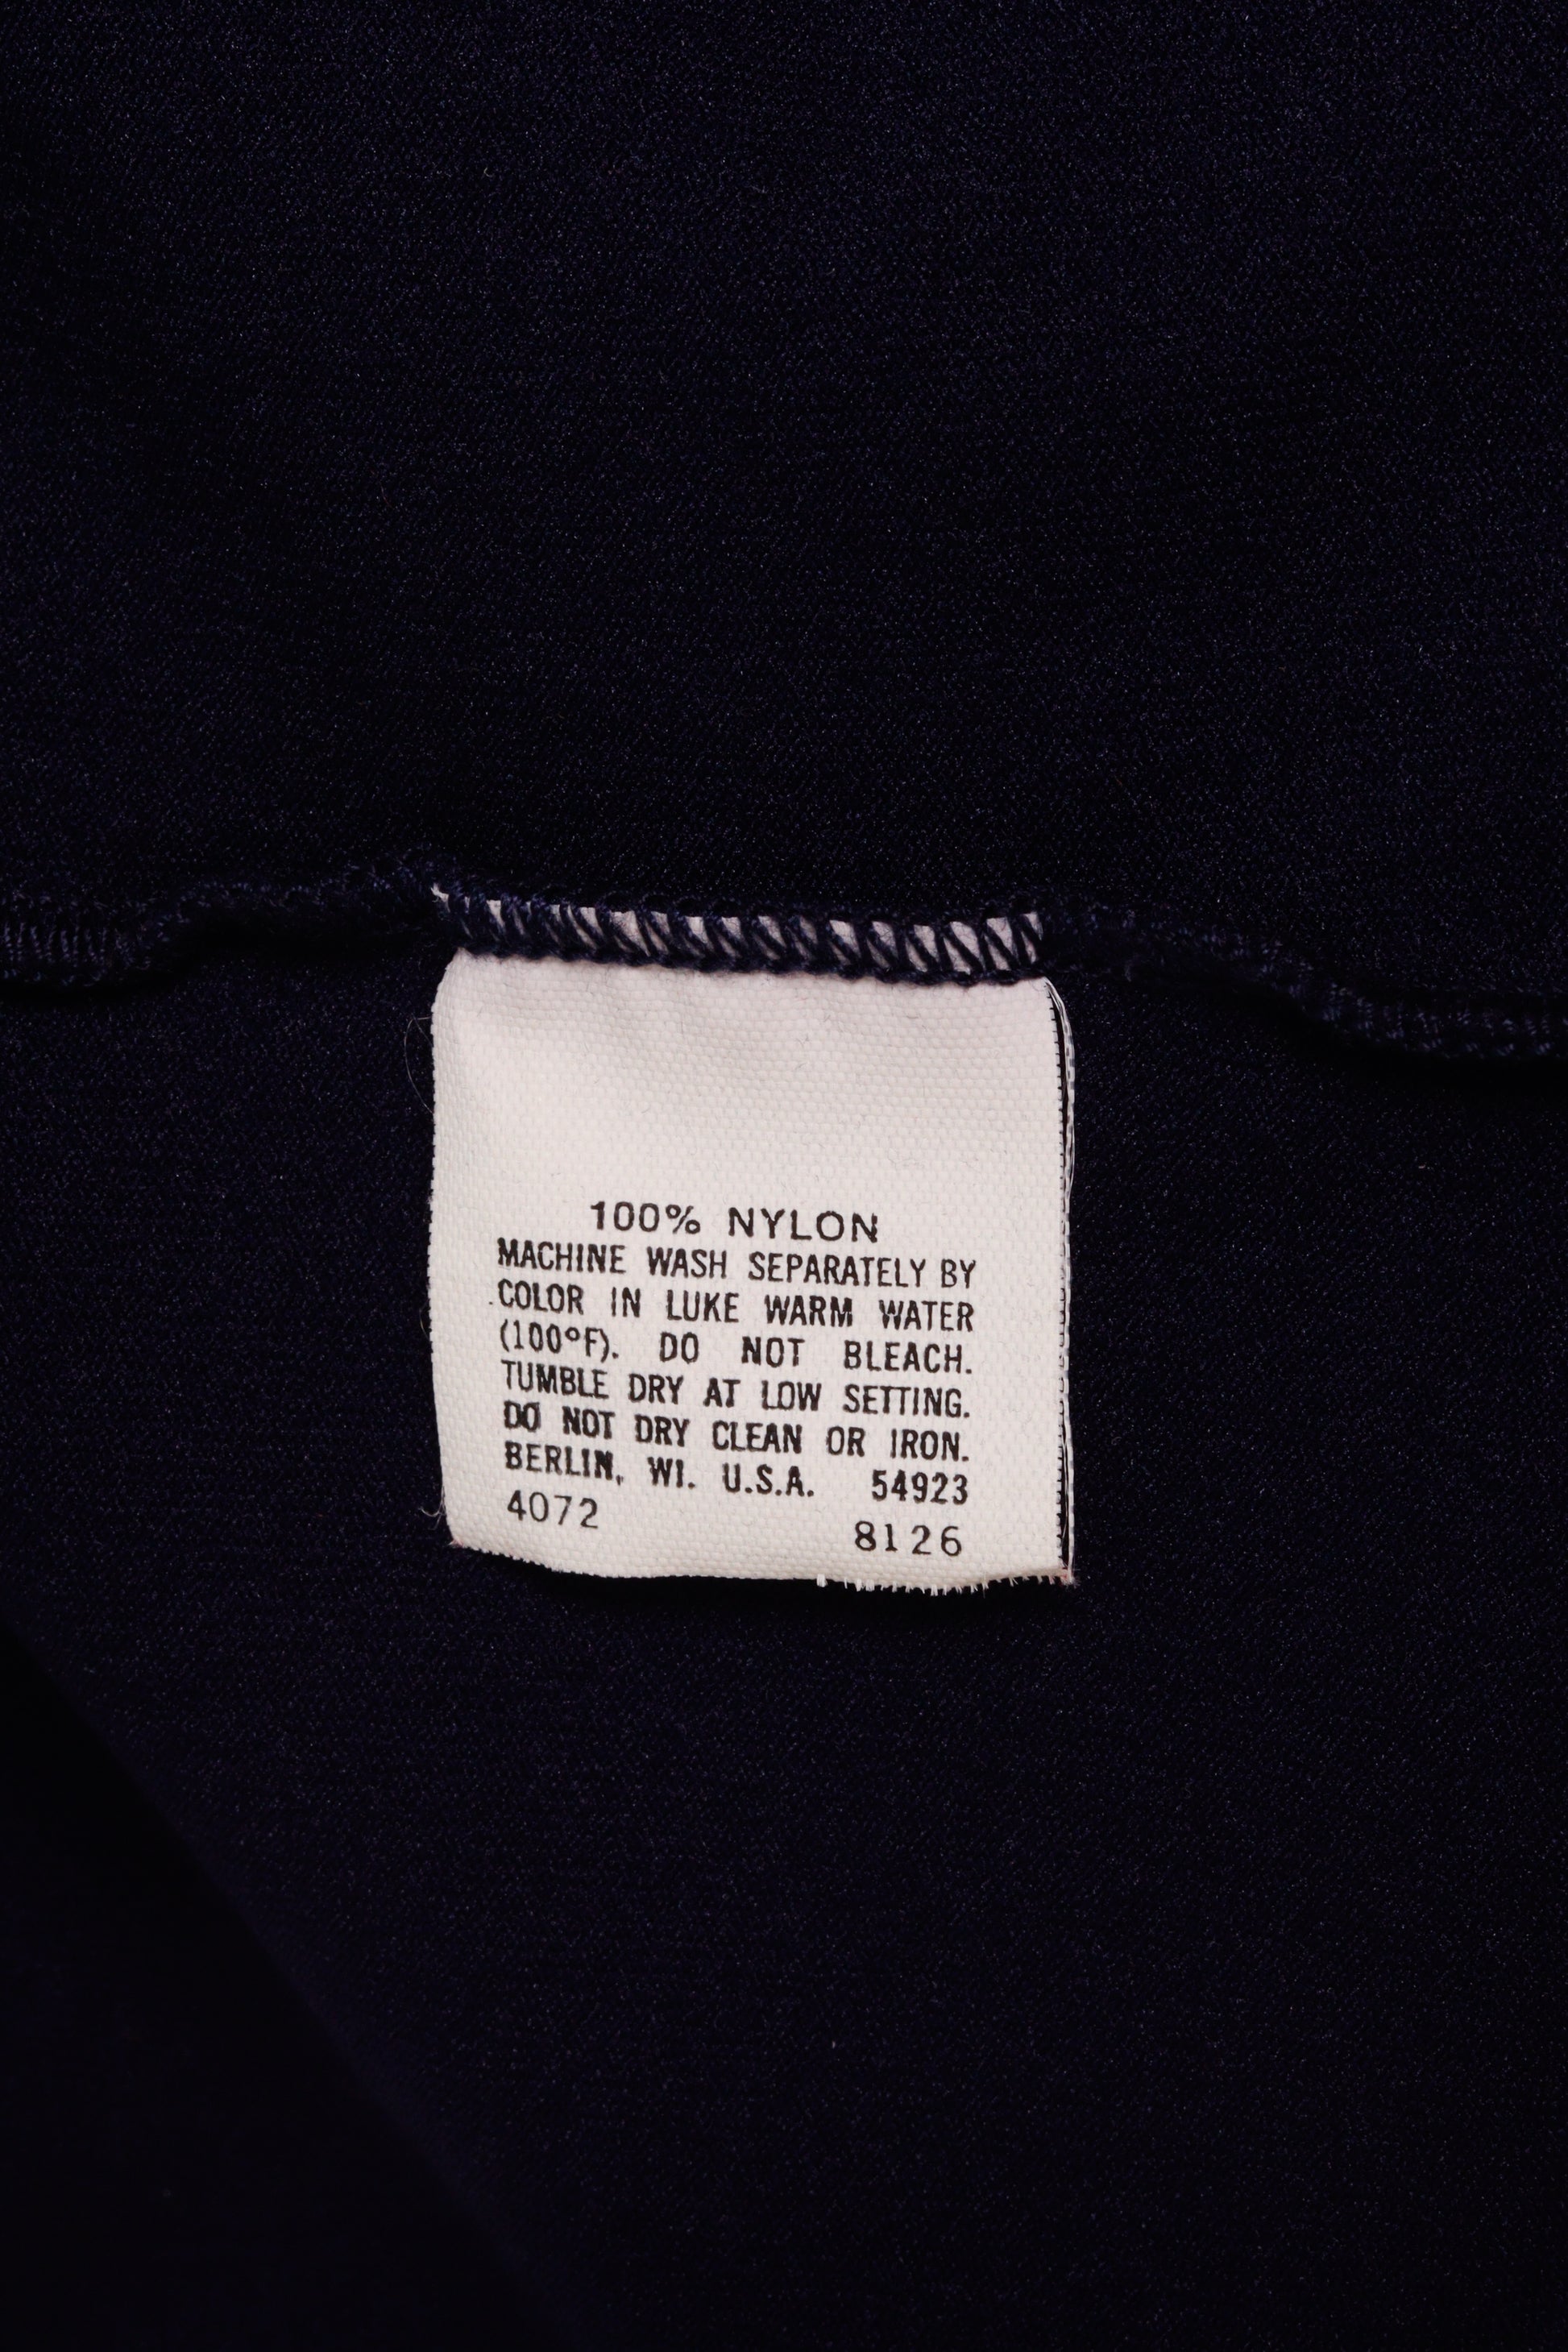 100% NYLON
MACHINE WASH SEPARATELY BY
COLOR IN LUKE WARM WATER
(100°F). DO NOT BLEACH.
TUMBLE DRY AT LOW SETTING.
DO NOT DRY CLEAN OR IRON.
BERLIN, WI. U.S.A. 54923
4072 8126